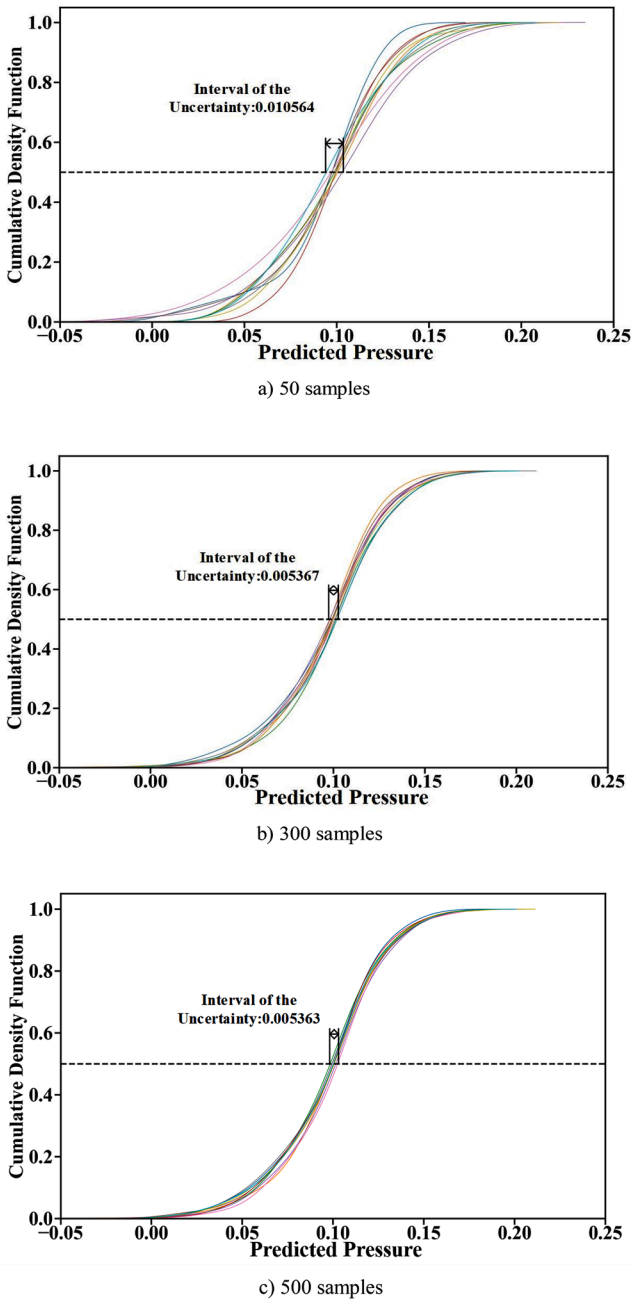 1.0
0.8
0.6
0.4
0.2
0.0
Cumulative Density Function
Interval of the
Uncertainty:0.010564
−0.05 0.00 0.05 0.10 0.15 0.20 0.25
Predicted Pressure
a) 50 samples
1.0
0.8
0.6
0.4
0.2
0.0
Cumulative Density Function
Interval of the
Uncertainty:0.005367
−0.05 0.00 0.05 0.10 0.15 0.20 0.25
Predicted Pressure
b) 300 samples
1.0
0.8
0.6
0.4
0.2
0.0
Cumulative Density Function
Interval of the
Uncertainty:0.005363
−0.05 0.00 0.05 0.10 0.15 0.20 0.25
Predicted Pressure
c) 500 samples